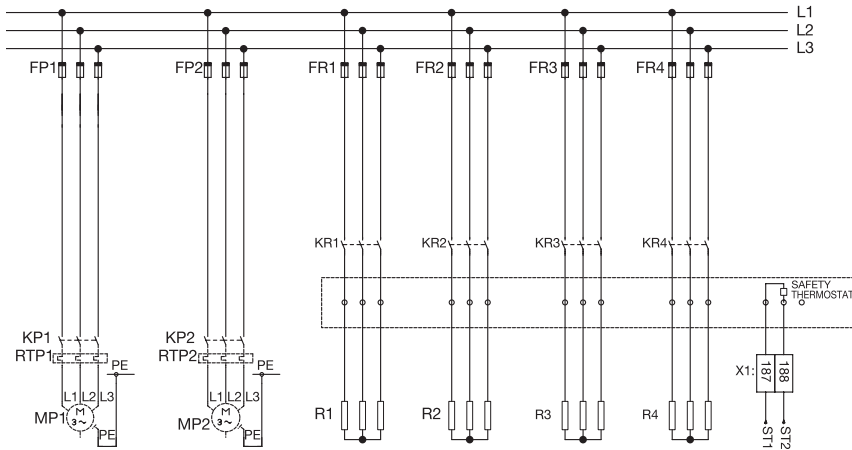 L1
L2
L3
FP1 FP2 FR1 FR2 FR3 FR4
KR1 KR2 KR3 KR4
SAFETY
THERMOSTAT
KP1 KP2
RTP1 RTP2
PE PE
X1: 187 188
L1 L2 L3 L1 L2 L3
MP1 M 3~ MP2 M 3~ R1 R2 R3 R4
PE PE
ST1 ST2